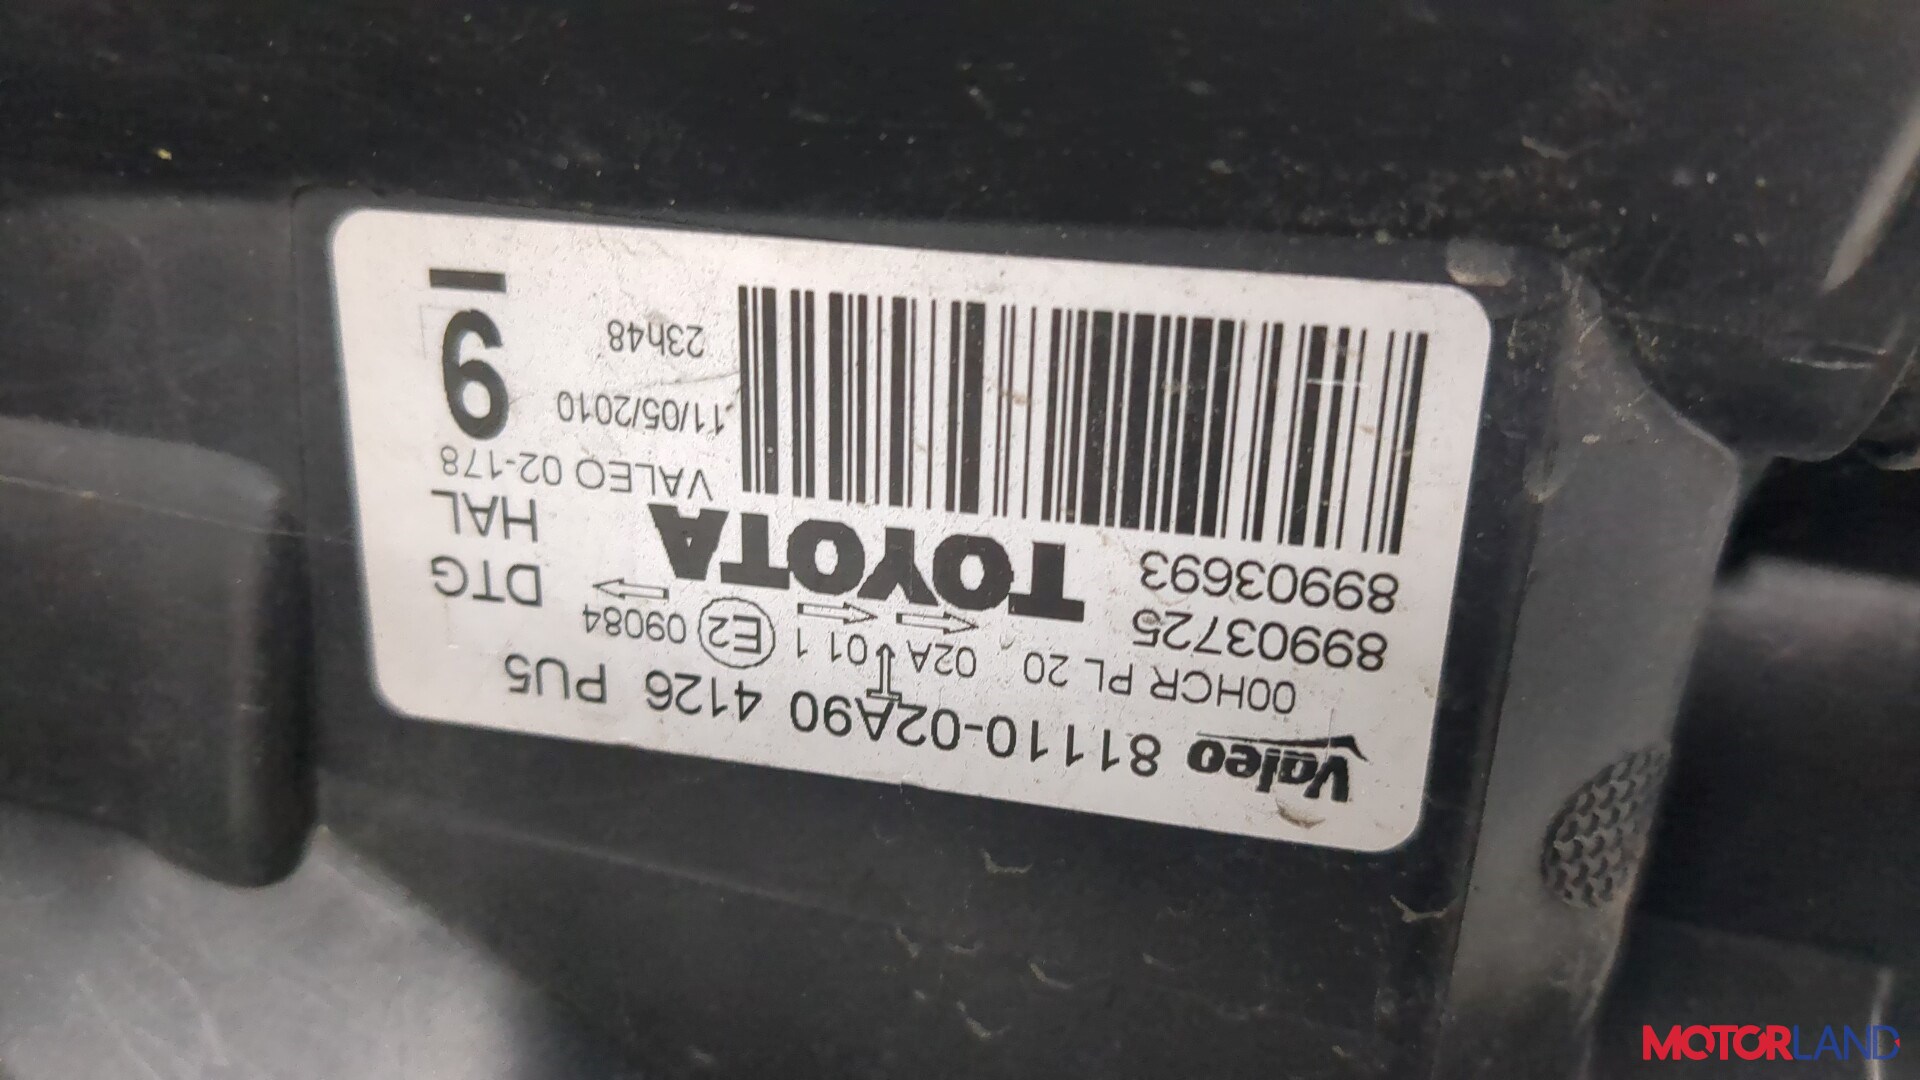 Valeo 81110-02A90 4126 PU5
00HCR PL 20 02A 01 1 E2 09084
89903725 DTG
89903693 TOYOTA HAL
VALEO 02-178
11/05/2010
23h48
6
MOTORLAND